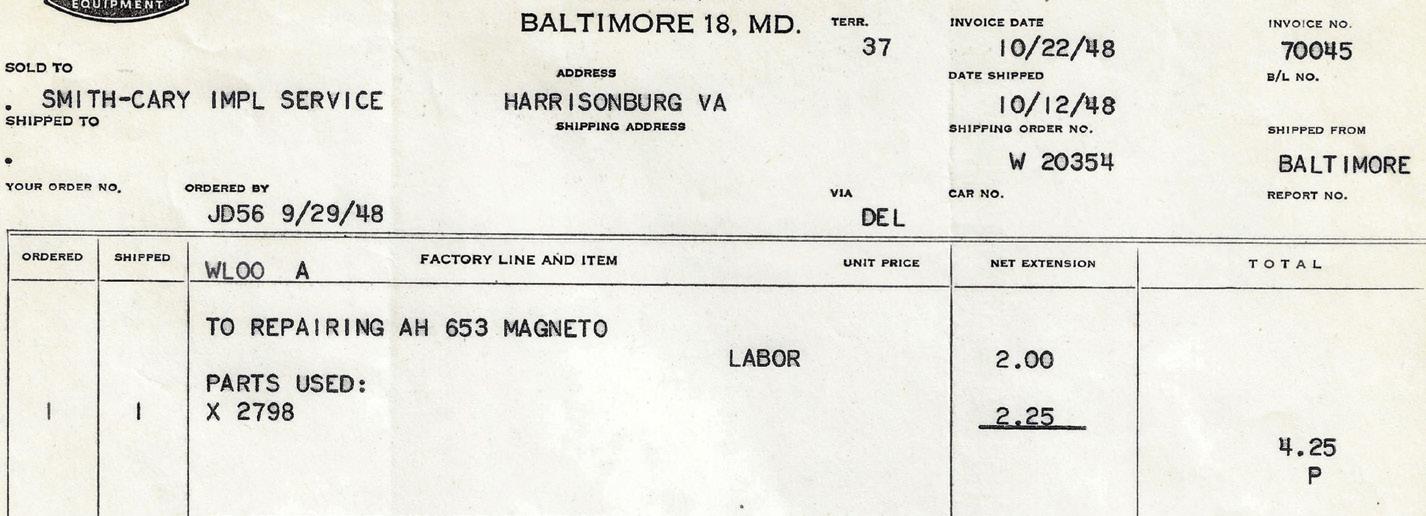 EQUIPMENT
BALTIMORE 18, MD.
TERR. INVOICE DATE INVOICE NO.
37 10/22/48 70045
SOLD TO ADDRESS DATE SHIPPED B/L NO.
. SMITH-CARY IMPL SERVICE HARRISONBURG VA 10/12/48
SHIPPED TO SHIPPING ADDRESS SHIPPING ORDER NO. SHIPPED FROM
. W 20354 BALTIMORE
YOUR ORDER NO. ORDERED BY VIA CAR NO. REPORT NO.
JD56 9/29/48 DEL
ORDERED SHIPPED FACTORY LINE AND ITEM UNIT PRICE NET EXTENSION TOTAL
WLOO A
TO REPAIRING AH 653 MAGNETO
LABOR 2.00
PARTS USED:
1 1 X 2798 2.25
4.25
P